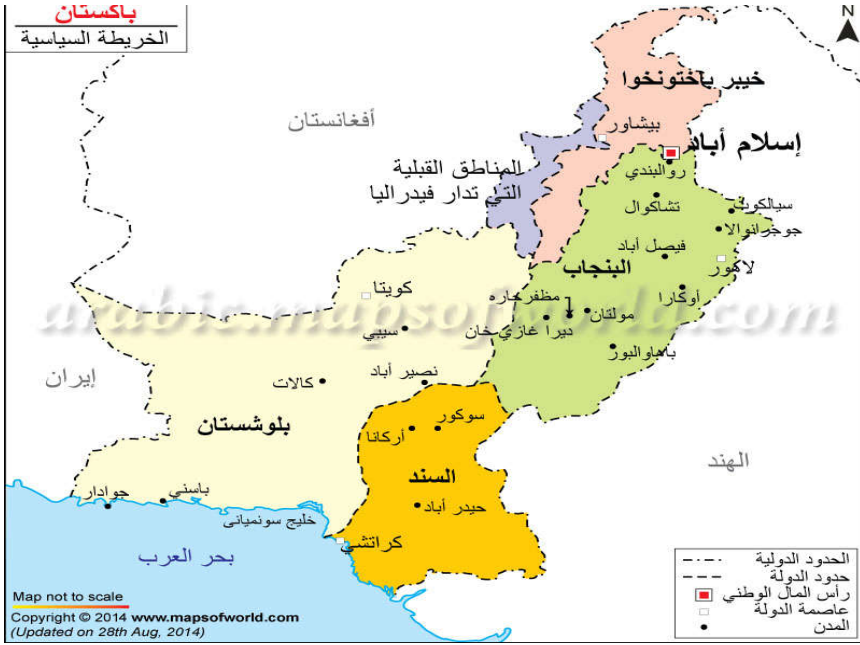 باكستان
الخريطة السياسية
N
خيبر باختونخوا
أفغانستان
بيشاور
إسلام أباد
المناطق القبلية
التي تدار فيدراليا
روالبندي
تشاكوال
سيالكوت
جوجرانوالا
فيصل أباد
لاهور
البنجاب
كويتا
أوكارا
مظفرجاره
مولتان
arabic.mapsofworld.com
سيبي
ديرا غازي خان
باهاوالبور
إيران
نصير أباد
كالات
بلوشستان
سوكور
أركانا
الهند
السند
باسني
جوادار
حيدر أباد
خليج سونمياني
كراتشي
بحر العرب
الحدود الدولية
حدود الدولة
رأس المال الوطني
عاصمة الدولة
المدن
Map not to scale
Copyright © 2014 www.mapsofworld.com
(Updated on 28th Aug, 2014)